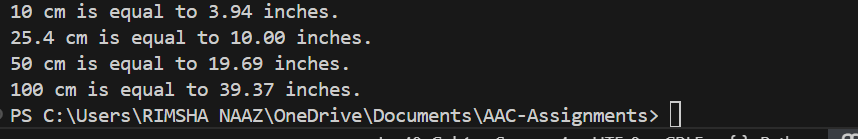 10 cm is equal to 3.94 inches.
25.4 cm is equal to 10.00 inches.
50 cm is equal to 19.69 inches.
100 cm is equal to 39.37 inches.
PS C:\Users\RIMSHA NAAZ\OneDrive\Documents\AAC-Assignments>